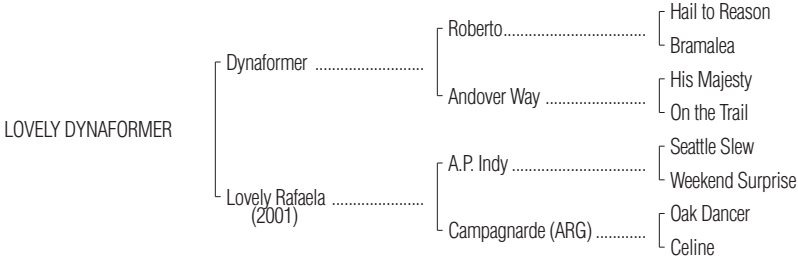 Hail to Reason
Roberto..................................
Bramalea
Dynaformer ..........................
His Majesty
Andover Way ........................
On the Trail
LOVELY DYNAFORMER
Seattle Slew
A.P. Indy ................................
Weekend Surprise
Lovely Rafaela ......................
(2001)
Oak Dancer
Campagnarde (ARG) ............
Celine